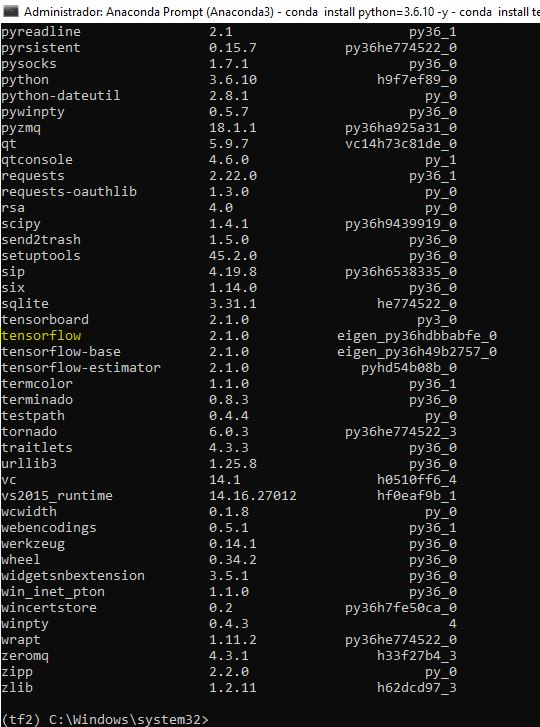 Administrador: Anaconda Prompt (Anaconda3) - conda install python=3.6.10 -y - conda install te
pyreadline 2.1 py36_1
pyrsistent 0.15.7 py36he774522_0
pysocks 1.7.1 py36_0
python 3.6.10 h9f7ef89_0
python-dateutil 2.8.1 py_0
pywinpty 0.5.7 py36_0
pyzmq 18.1.1 py36ha925a31_0
qt 5.9.7 vc14h73c81de_0
qtconsole 4.6.0 py_1
requests 2.22.0 py36_1
requests-oauthlib 1.3.0 py_0
rsa 4.0 py_0
scipy 1.4.1 py36h9439919_0
send2trash 1.5.0 py36_0
setuptools 45.2.0 py36_0
sip 4.19.8 py36h6538335_0
six 1.14.0 py36_0
sqlite 3.31.1 he774522_0
tensorboard 2.1.0 py3_0
tensorflow 2.1.0 eigen_py36hdbbabfe_0
tensorflow-base 2.1.0 eigen_py36h49b2757_0
tensorflow-estimator 2.1.0 pyhd54b08b_0
termcolor 1.1.0 py36_1
terminado 0.8.3 py36_0
testpath 0.4.4 py_0
tornado 6.0.3 py36he774522_3
traitlets 4.3.3 py36_0
urllib3 1.25.8 py36_0
vc 14.1 h0510ff6_4
vs2015_runtime 14.16.27012 hf0eaf9b_1
wcwidth 0.1.8 py_0
webencodings 0.5.1 py36_1
werkzeug 0.14.1 py36_0
wheel 0.34.2 py36_0
widgetsnbextension 3.5.1 py36_0
win_inet_pton 1.1.0 py36_0
wincertstore 0.2 py36h7fe50ca_0
winpty 0.4.3 4
wrapt 1.11.2 py36he774522_0
zeromq 4.3.1 h33f27b4_3
zipp 2.2.0 py_0
zlib 1.2.11 h62dcd97_3
(tf2) C:\Windows\system32>